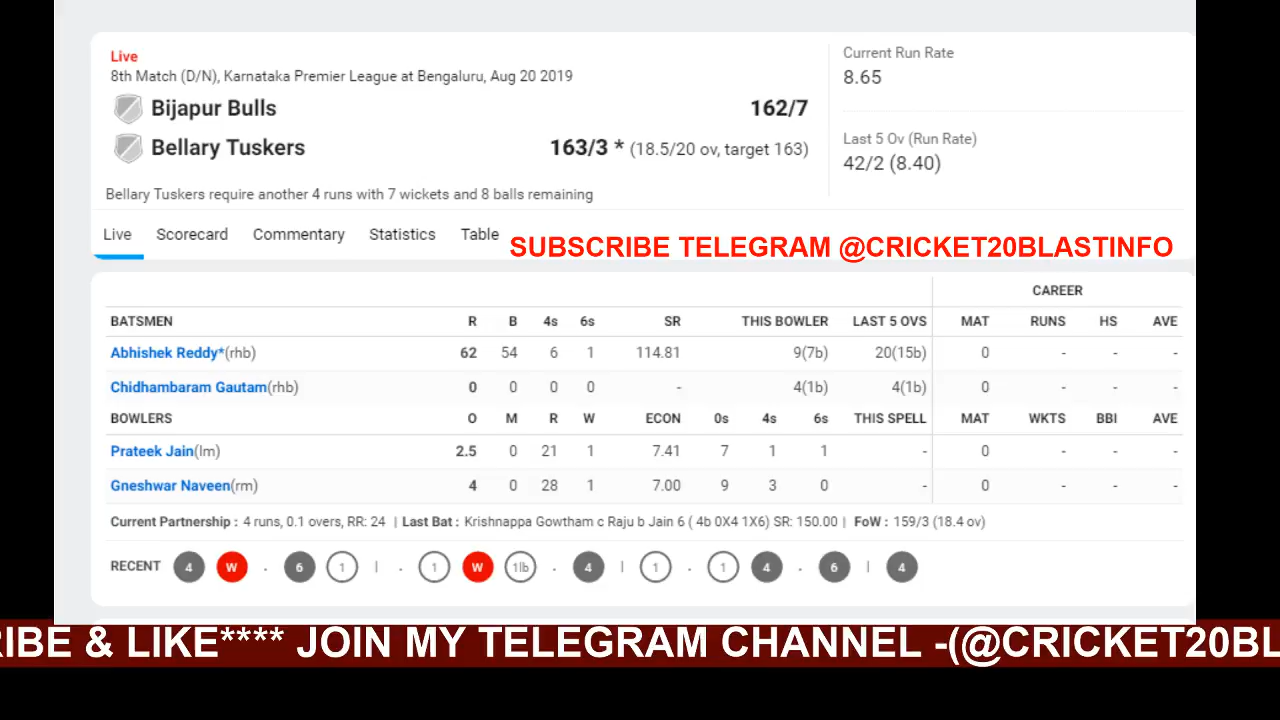 Live
8th Match (D/N), Karnataka Premier League at Bengaluru, Aug 20 2019
Bijapur Bulls 162/7
Bellary Tuskers 163/3 * (18.5/20 ov, target 163)
Bellary Tuskers require another 4 runs with 7 wickets and 8 balls remaining
Current Run Rate
8.65
Last 5 Ov (Run Rate)
42/2 (8.40)
Live Scorecard Commentary Statistics Table
SUBSCRIBE TELEGRAM @CRICKET20BLASTINFO
CAREER
BATSMEN R B 4s 6s SR THIS BOWLER LAST 5 OVS MAT RUNS HS AVE
Abhishek Reddy*(rhb) 62 54 6 1 114.81 9(7b) 20(15b) 0 - - -
Chidhambaram Gautam(rhb) 0 0 0 0 - 4(1b) 4(1b) 0 - - -
BOWLERS O M R W ECON 0s 4s 6s THIS SPELL MAT WKTS BBI AVE
Prateek Jain(lm) 2.5 0 21 1 7.41 7 1 1 - 0 - - -
Gneshwar Naveen(rm) 4 0 28 1 7.00 9 3 0 - 0 - - -
Current Partnership : 4 runs, 0.1 overs, RR: 24 | Last Bat : Krishnappa Gowtham c Raju b Jain 6 ( 4b 0X4 1X6) SR: 150.00 | FoW : 159/3 (18.4 ov)
RECENT 4 W . 6 1 | . 1 W 1lb . 4 | 1 . 1 4 . 6 | 4
RIBE & LIKE**** JOIN MY TELEGRAM CHANNEL -(@CRICKET20BL